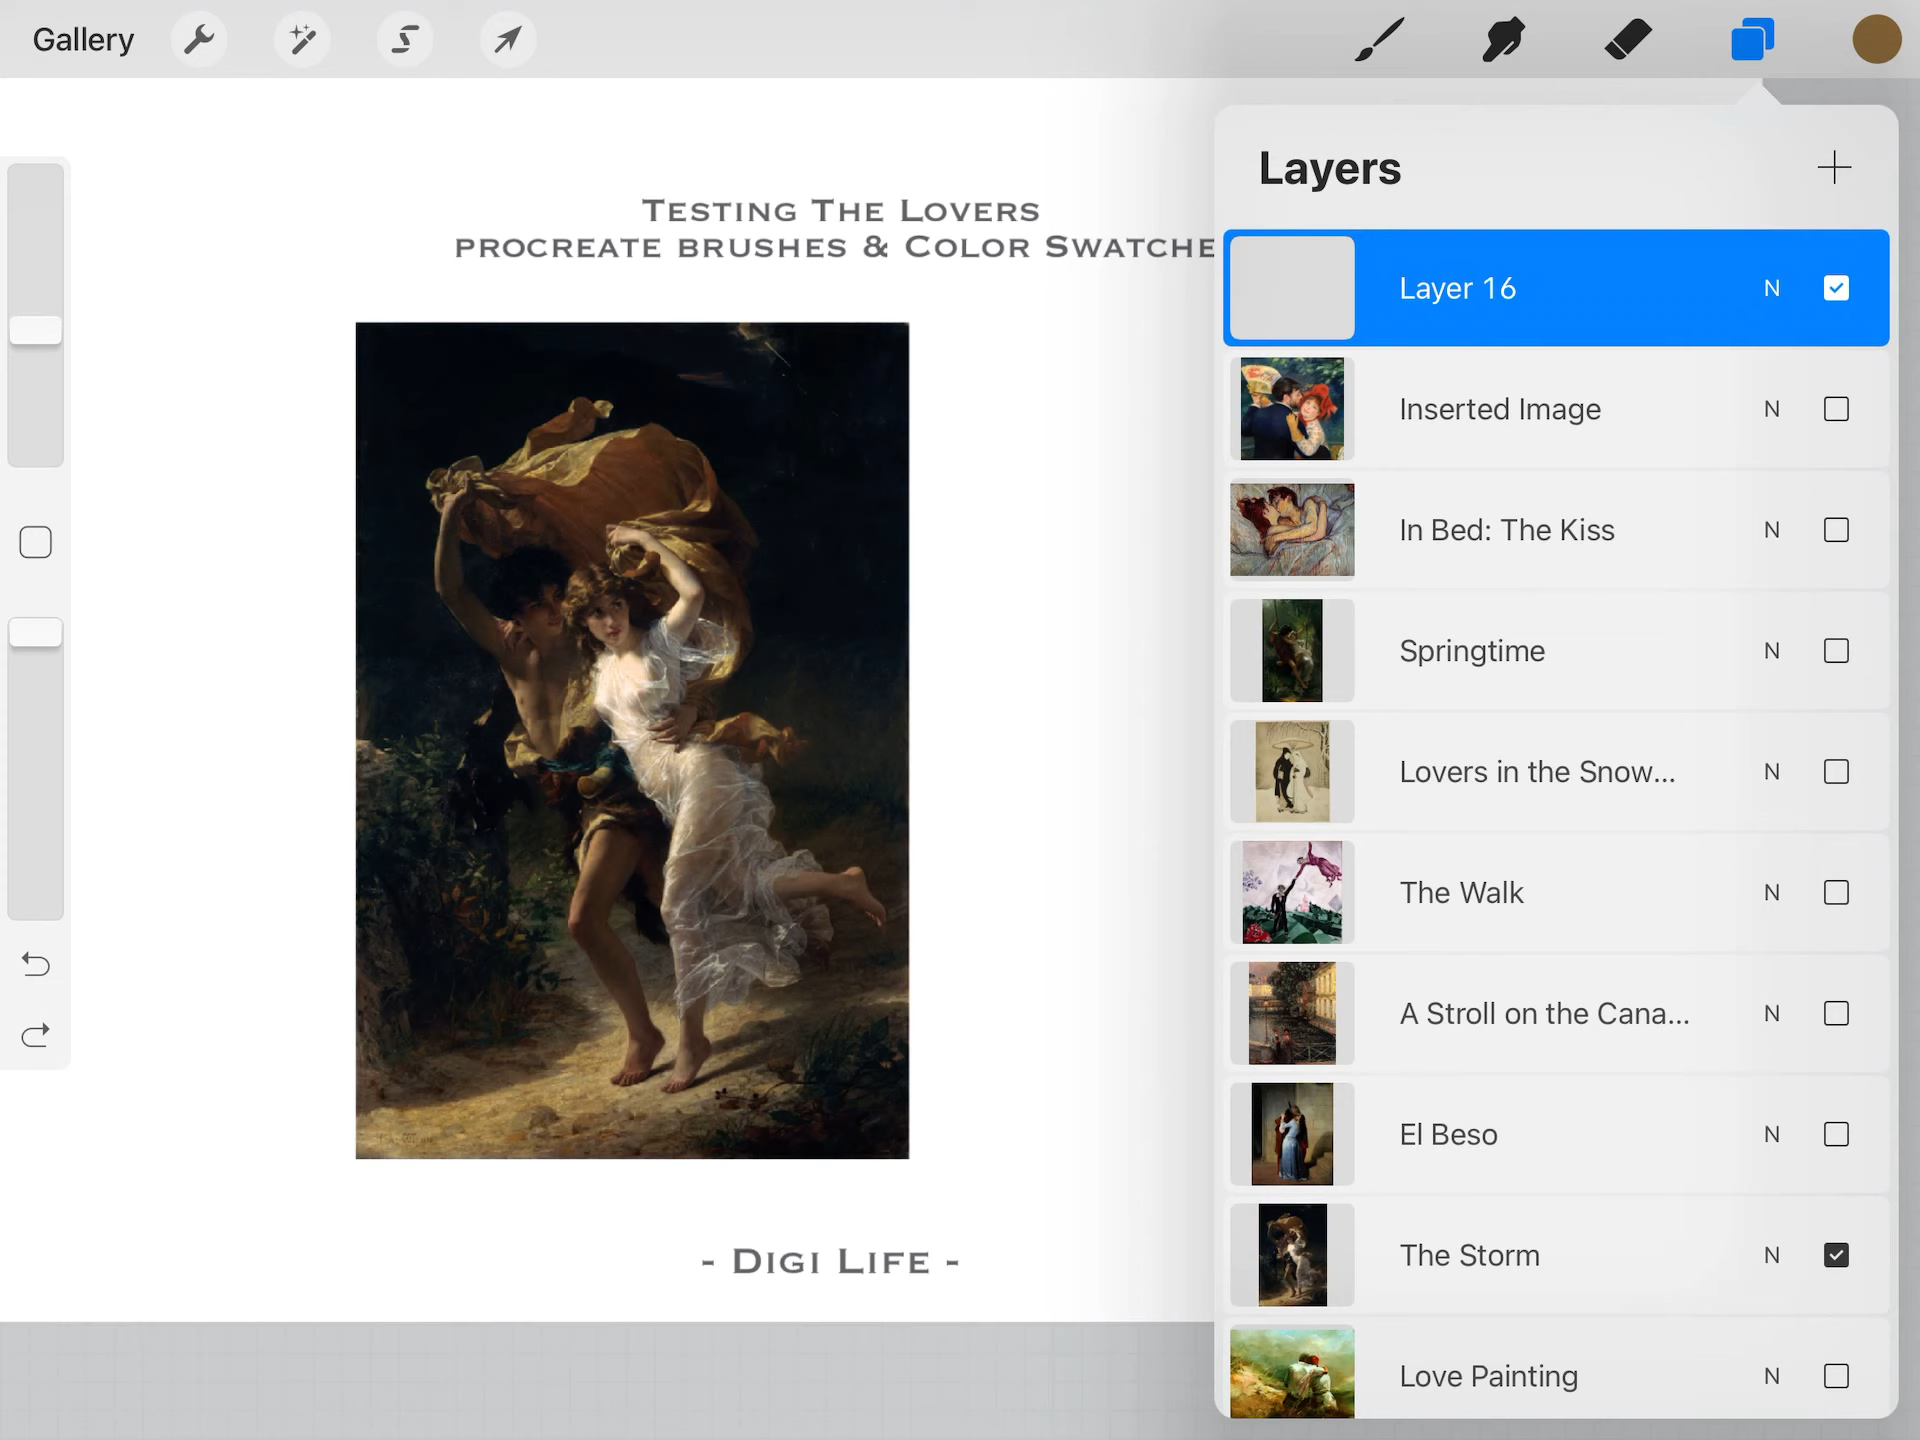 Gallery
Testing The Lovers
procreate brushes & Color Swatche
- Digi Life -
Layers
Layer 16 N
Inserted Image N
In Bed: The Kiss N
Springtime N
Lovers in the Snow... N
The Walk N
A Stroll on the Cana... N
El Beso N
The Storm N
Love Painting N